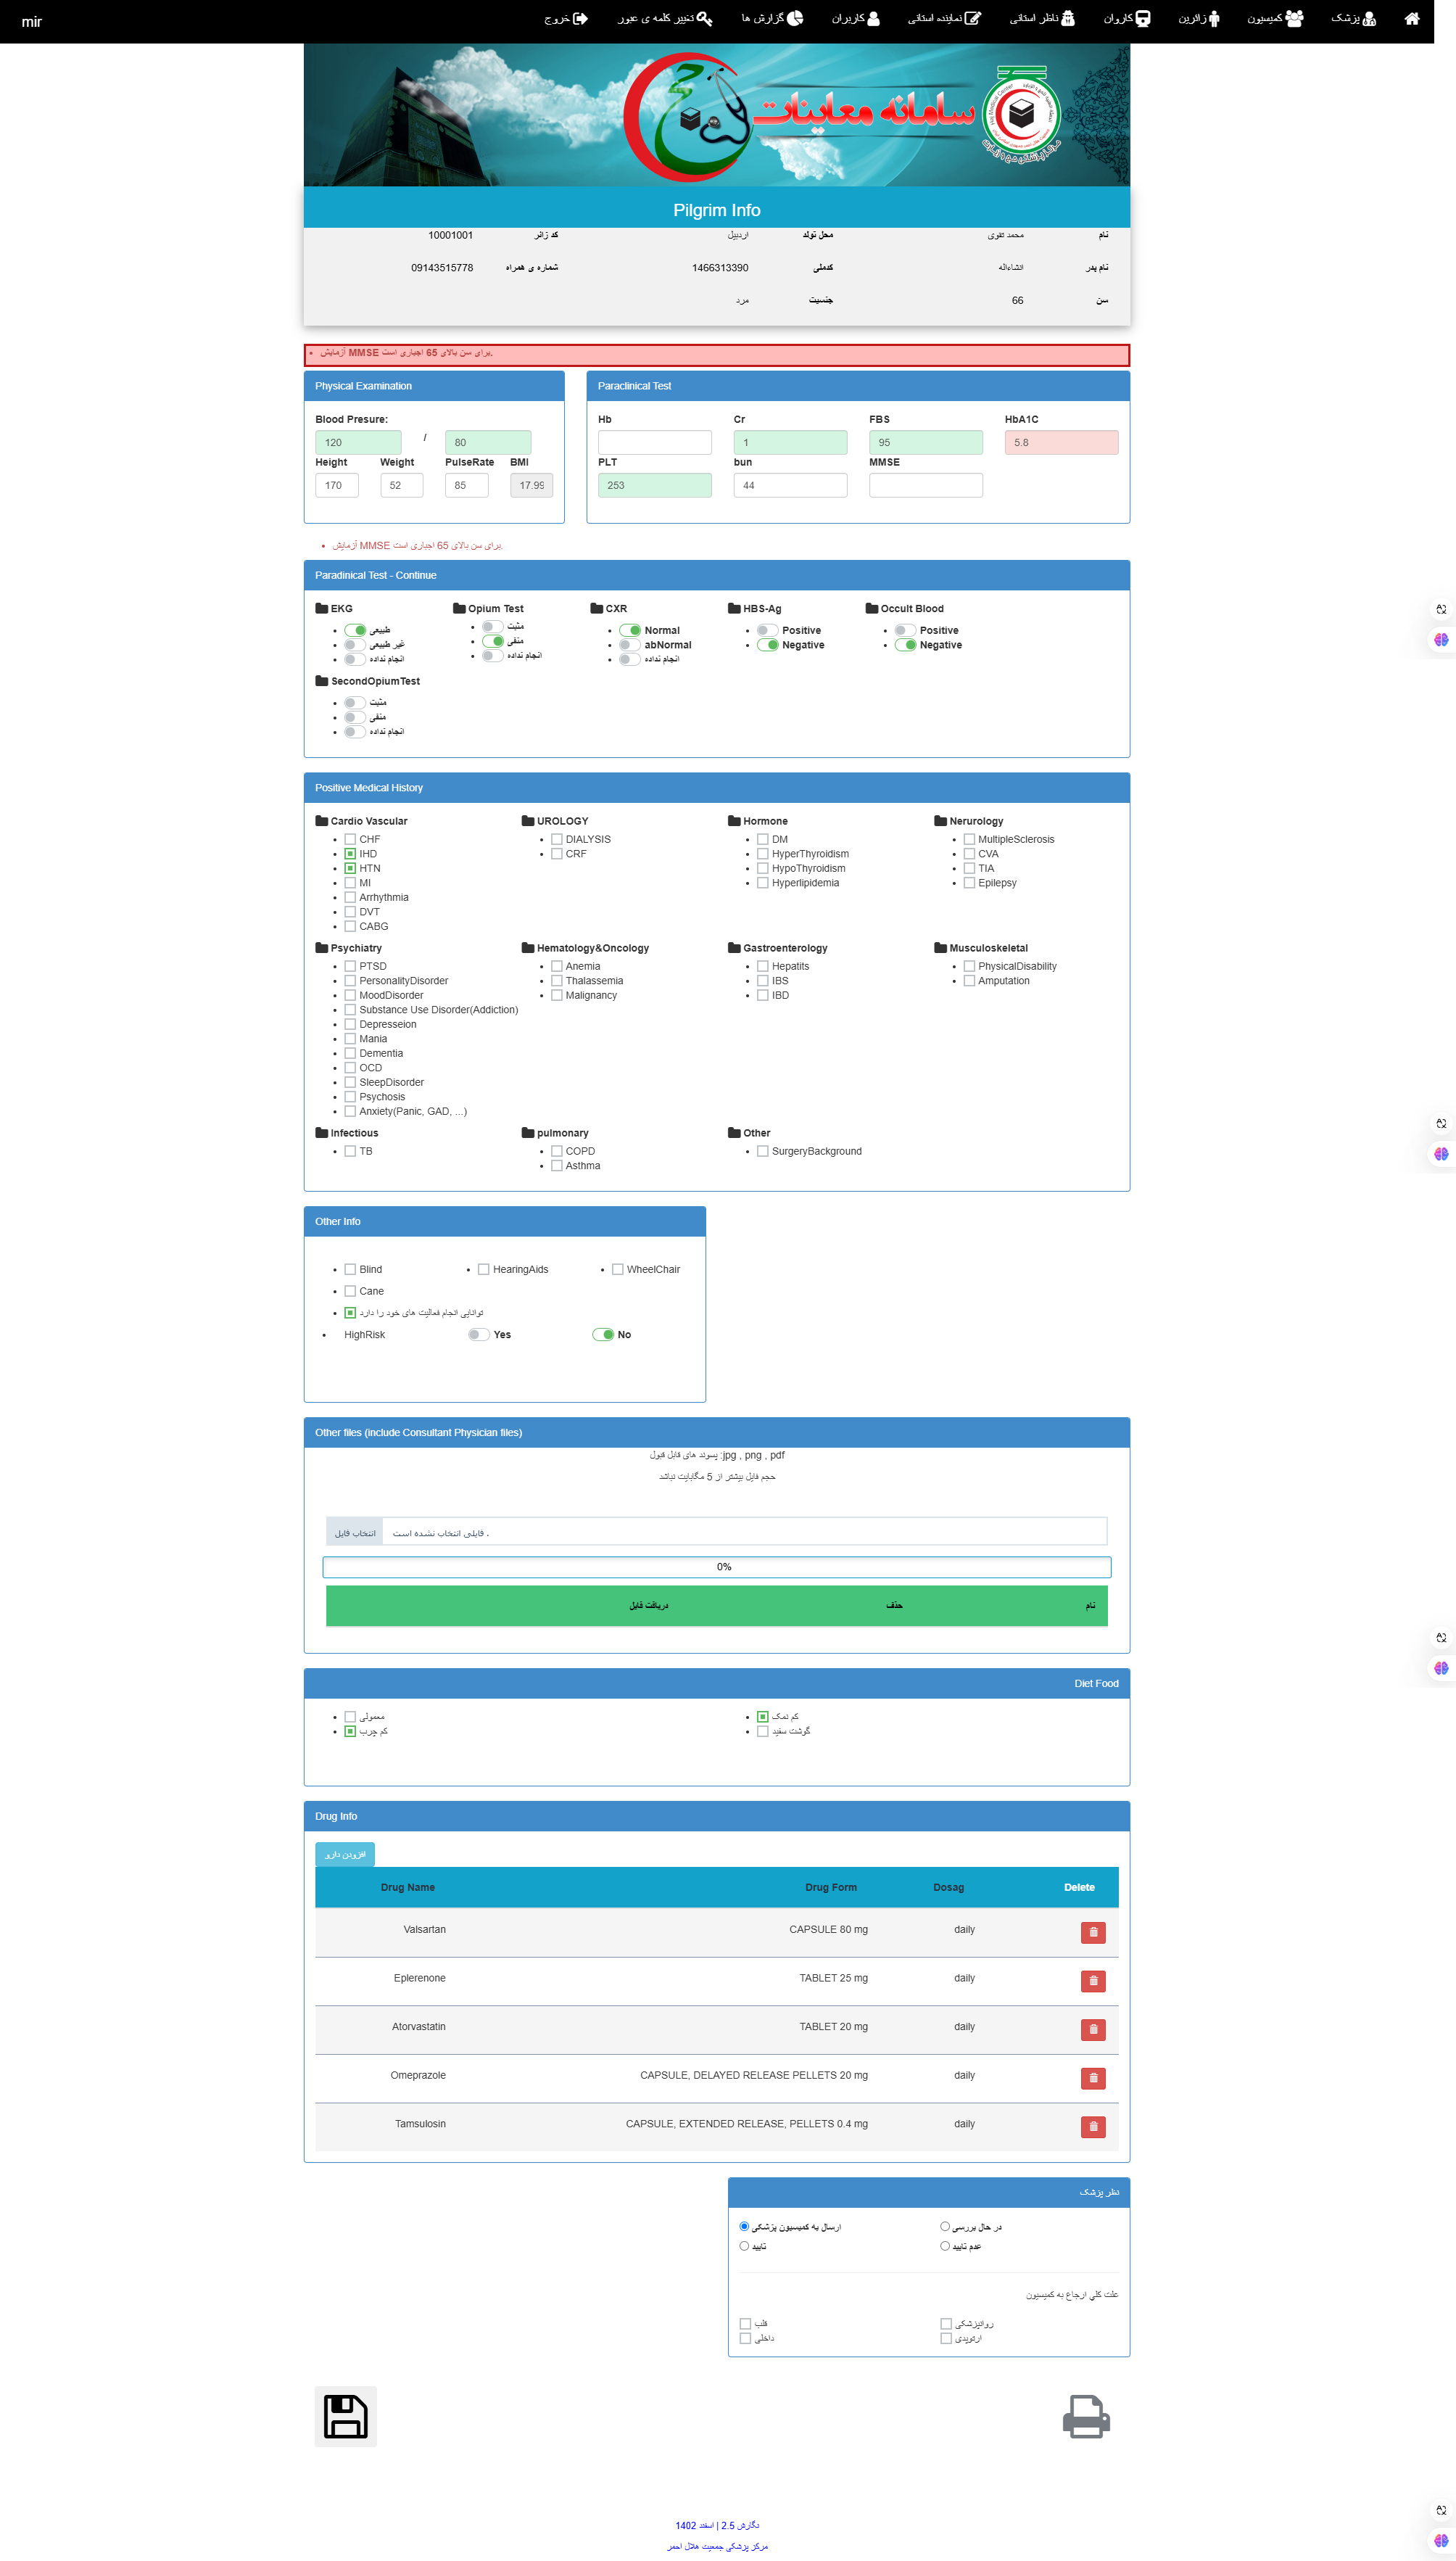 mir
خروج
تغییر کلمه ی عبور
گزارش ها
کاربران
نماینده استانی
ناظر استانی
کاروان
زائرین
کمیسیون
پزشک
سامانه معاینات
Pilgrim Info
نام محمد تقوی محل تولد اردبیل کد زائر 10001001
نام پدر انشاءاله کدملی 1466313390 شماره ی همراه 09143515778
سن 66 جنسیت مرد
آزمایش MMSE برای سن بالای 65 اجباری است.
Physical Examination
Blood Presure:
120 / 80
Height Weight PulseRate BMI
170 52 85 17.99
Paraclinical Test
Hb Cr FBS HbA1C
1 95 5.8
PLT bun MMSE
253 44
آزمایش MMSE برای سن بالای 65 اجباری است.
Paradinical Test - Continue
EKG
طبیعی
غیر طبیعی
انجام نداده
Opium Test
مثبت
منفی
انجام نداده
CXR
Normal
abNormal
انجام نداده
HBS-Ag
Positive
Negative
Occult Blood
Positive
Negative
SecondOpiumTest
مثبت
منفی
انجام نداده
Positive Medical History
Cardio Vascular
CHF
IHD
HTN
MI
Arrhythmia
DVT
CABG
UROLOGY
DIALYSIS
CRF
Hormone
DM
HyperThyroidism
HypoThyroidism
Hyperlipidemia
Nerurology
MultipleSclerosis
CVA
TIA
Epilepsy
Psychiatry
PTSD
PersonalityDisorder
MoodDisorder
Substance Use Disorder(Addiction)
Depresseion
Mania
Dementia
OCD
SleepDisorder
Psychosis
Anxiety(Panic, GAD, ...)
Hematology&Oncology
Anemia
Thalassemia
Malignancy
Gastroenterology
Hepatits
IBS
IBD
Musculoskeletal
PhysicalDisability
Amputation
Infectious
TB
pulmonary
COPD
Asthma
Other
SurgeryBackground
Other Info
Blind HearingAids WheelChair
Cane
توانایی انجام فعالیت های خود را دارد
HighRisk Yes No
Other files (include Consultant Physician files)
پسوند های قابل قبول: jpg , png , pdf
حجم فایل بیشتر از 5 مگابایت نباشد
انتخاب فایل فایلی انتخاب نشده است .
0%
نام حذف دریافت فایل
Diet Food
معمولی کم نمک
کم چرب گوشت سفید
Drug Info
افزودن دارو
Drug Name Drug Form Dosag Delete
Valsartan CAPSULE 80 mg daily
Eplerenone TABLET 25 mg daily
Atorvastatin TABLET 20 mg daily
Omeprazole CAPSULE, DELAYED RELEASE PELLETS 20 mg daily
Tamsulosin CAPSULE, EXTENDED RELEASE, PELLETS 0.4 mg daily
نظر پزشک
ارسال به کمیسیون پزشکی در حال بررسی
تایید عدم تایید
علت کلي ارجاع به کمیسیون
قلب روانپزشکی
داخلی ارتوپدی
نگارش 2.5 | اسفند 1402
مرکز پزشکی جمعیت هلال احمر